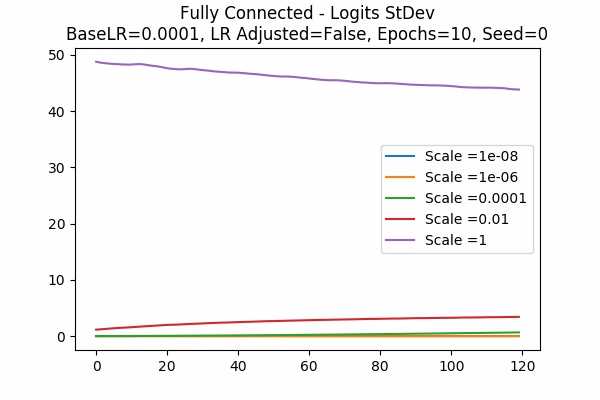 Fully Connected - Logits StDev
BaseLR=0.0001, LR Adjusted=False, Epochs=10, Seed=0
50
40
30
20
10
0
Scale =1e-08
Scale =1e-06
Scale =0.0001
Scale =0.01
Scale =1
0 20 40 60 80 100 120